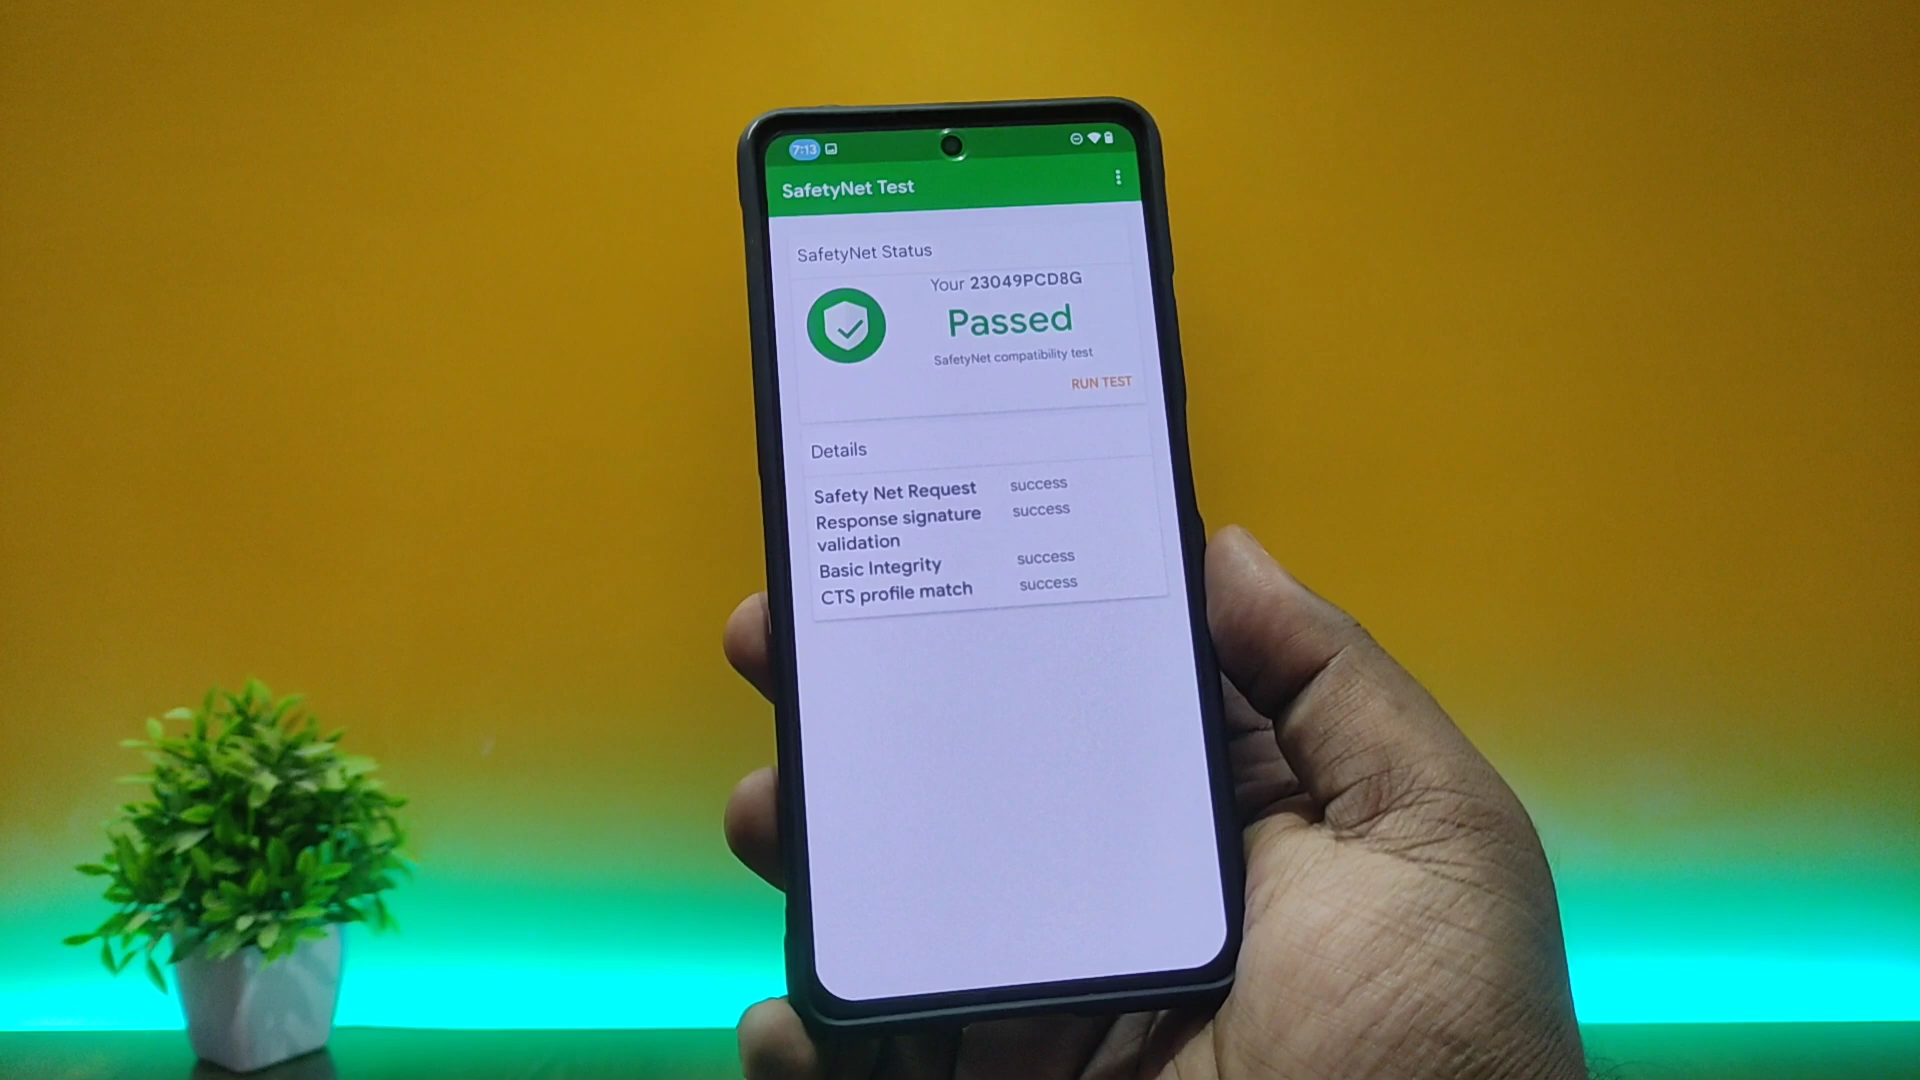 7:13
SafetyNet Test
SafetyNet Status
Your 23049PCD8G
Passed
SafetyNet compatibility test
RUN TEST
Details
Safety Net Request success
Response signature success
validation
Basic Integrity success
CTS profile match success